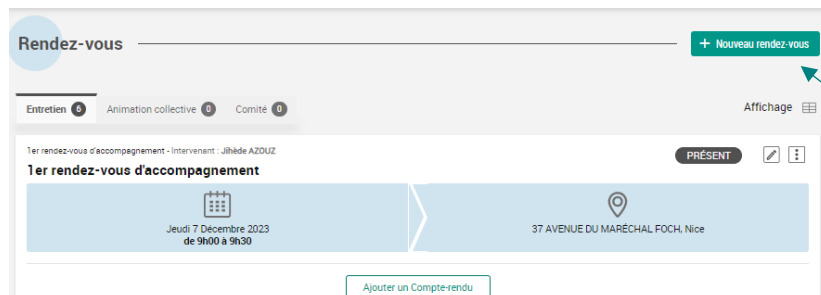 Rendez-vous
+ Nouveau rendez-vous
Entretien 6 Animation collective 0 Comité 0
Affichage
1er rendez-vous d'accompagnement - Intervenant : Jihède AZOUZ
1er rendez-vous d'accompagnement
PRÉSENT
Jeudi 7 Décembre 2023
de 9h00 à 9h30
37 AVENUE DU MARÉCHAL FOCH, Nice
Ajouter un Compte-rendu